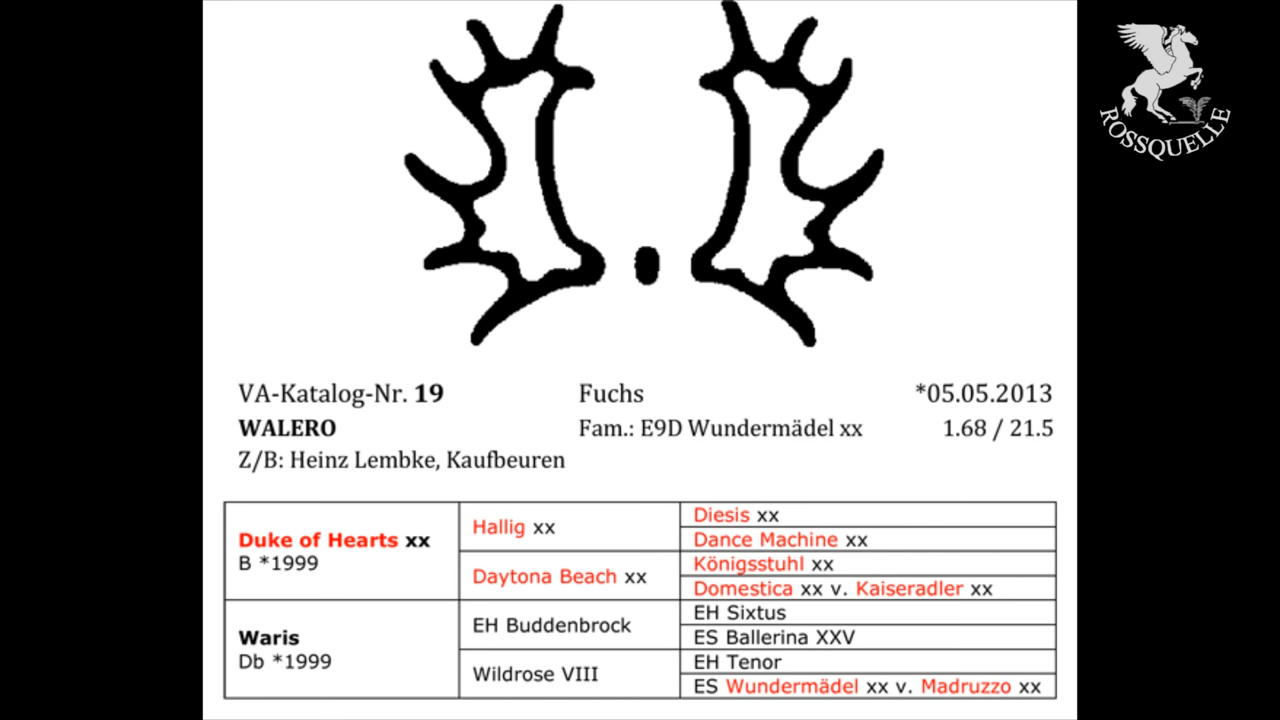 ROSSQUELLE
VA-Katalog-Nr. 19 Fuchs *05.05.2013
WALERO Fam.: E9D Wundermädel xx 1.68 / 21.5
Z/B: Heinz Lembke, Kaufbeuren
Duke of Hearts xx
B *1999
Hallig xx
Diesis xx
Dance Machine xx
Daytona Beach xx
Königsstuhl xx
Domestica xx v. Kaiseradler xx
Waris
Db *1999
EH Buddenbrock
EH Sixtus
ES Ballerina XXV
Wildrose VIII
EH Tenor
ES Wundermädel xx v. Madruzzo xx